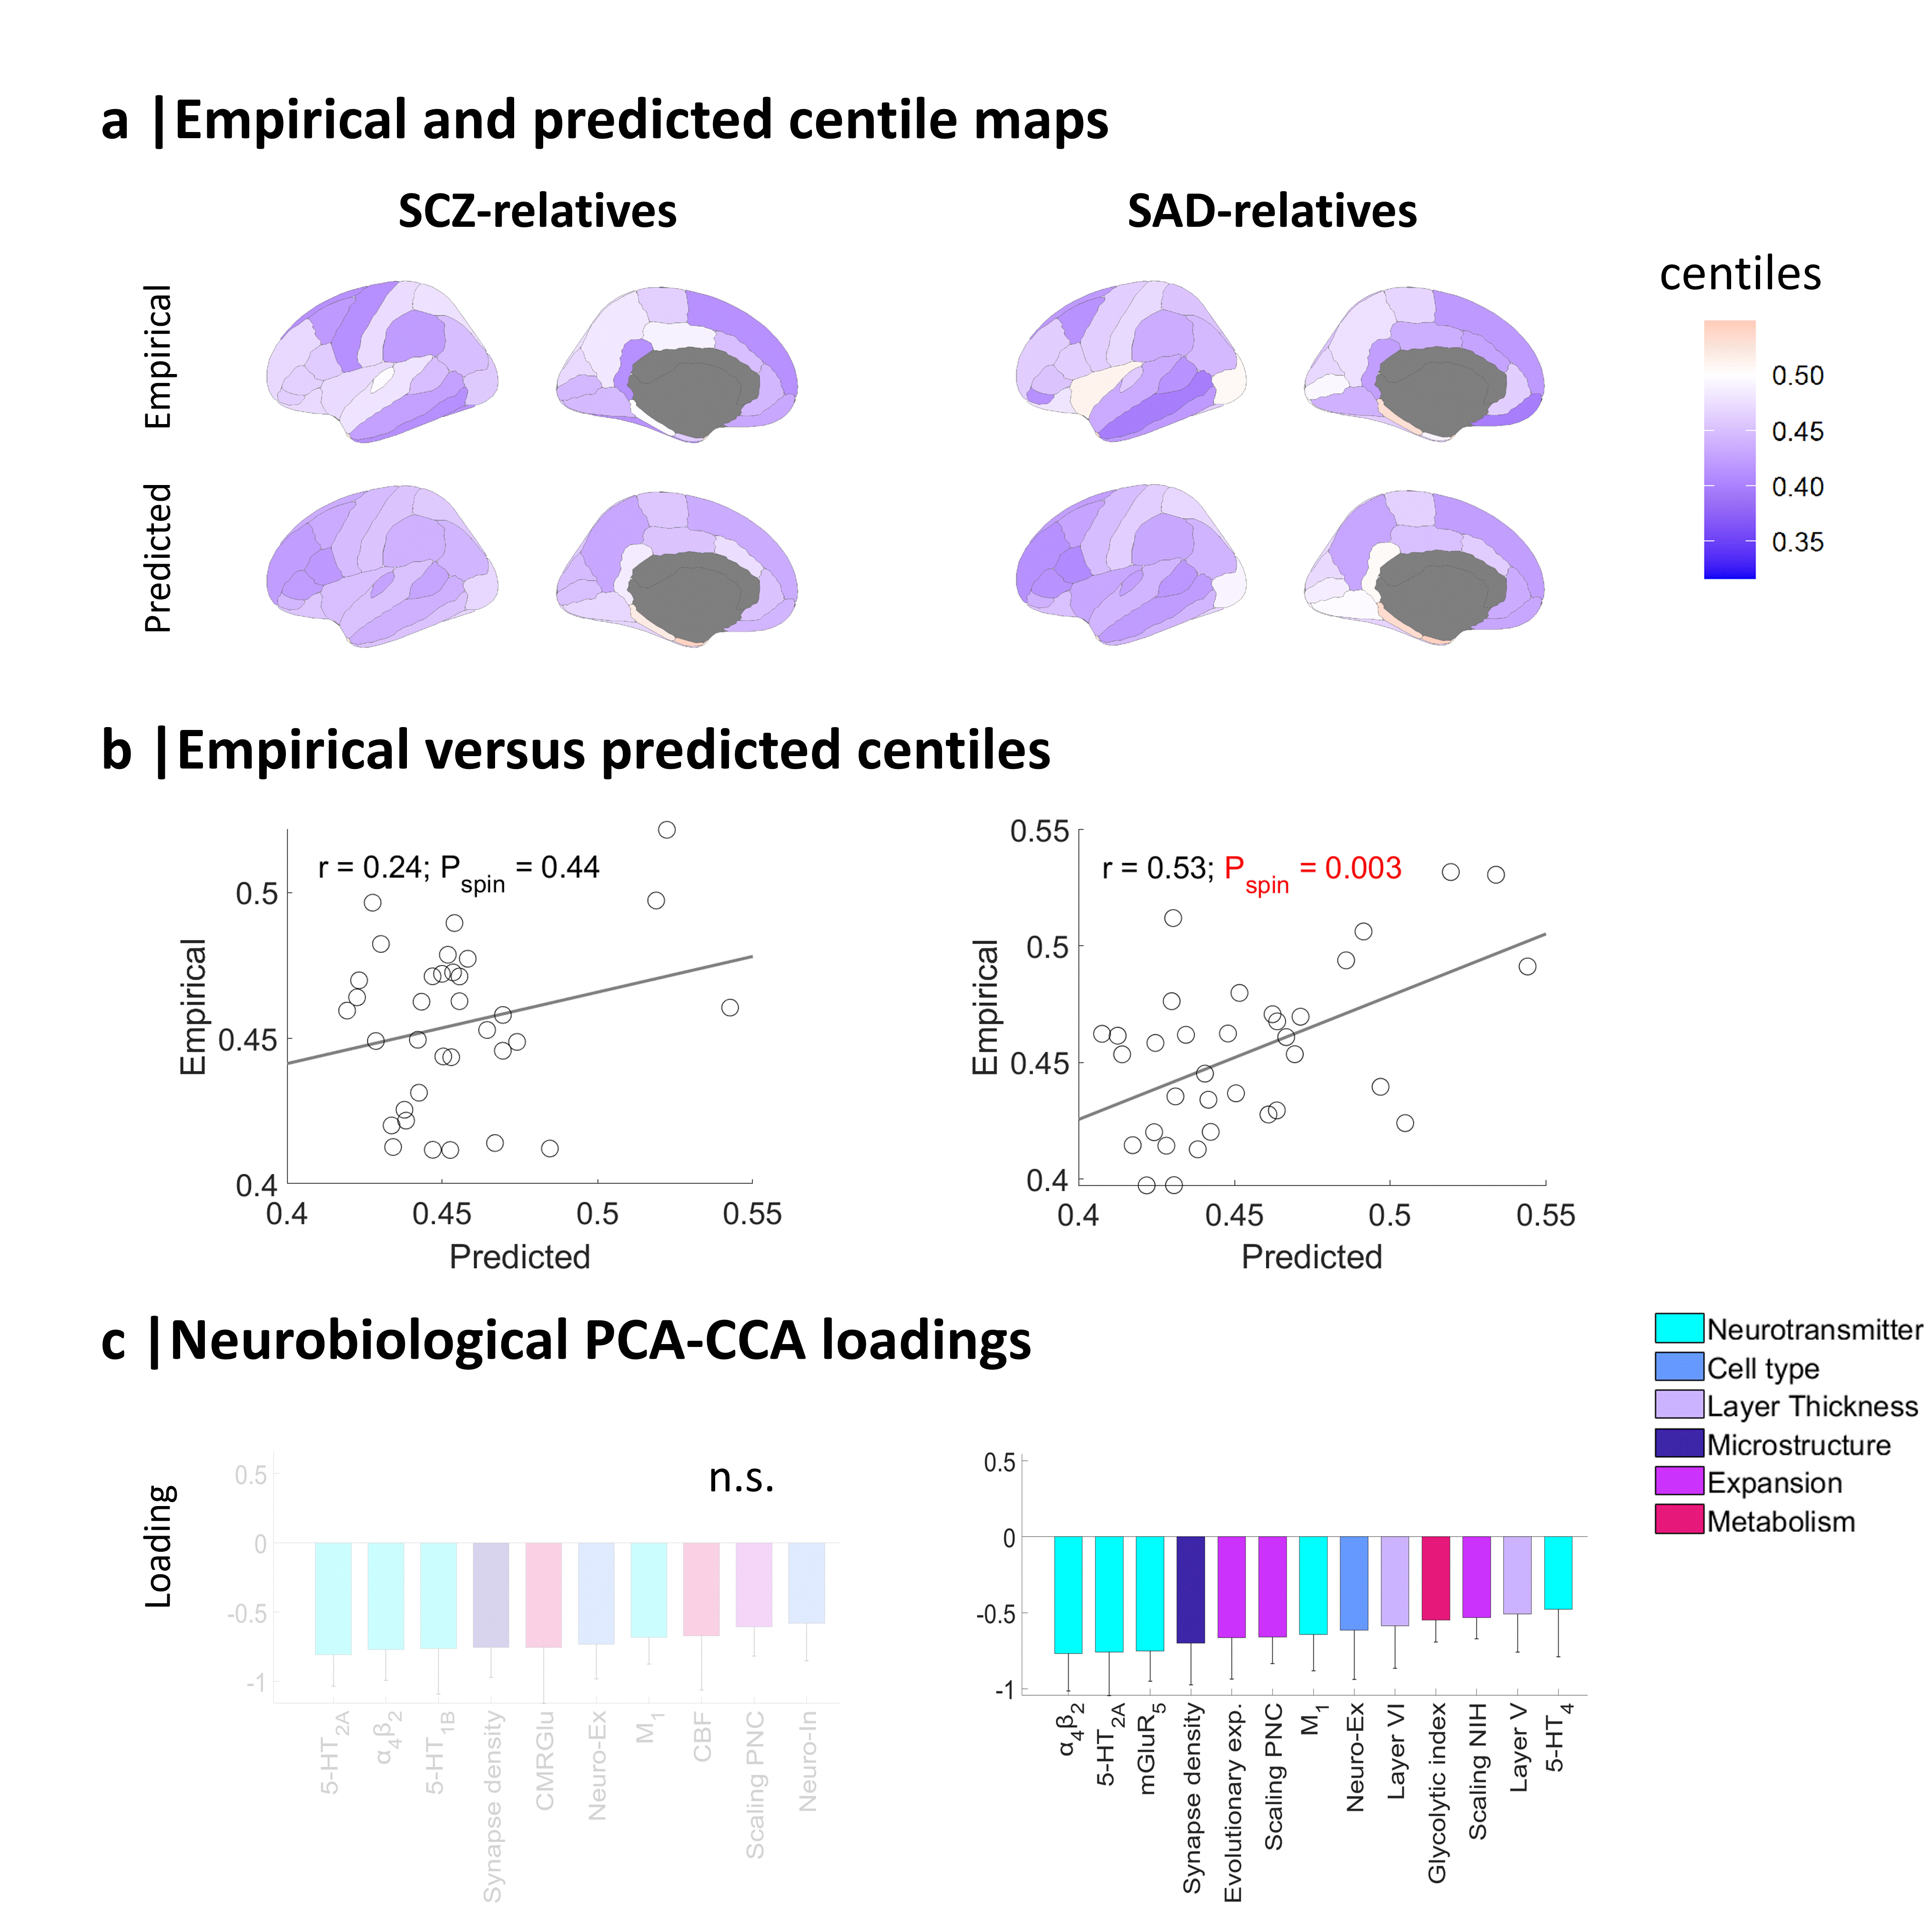 a |Empirical and predicted centile maps
SCZ-relatives
SAD-relatives
Empirical
Predicted
centiles
0.50
0.45
0.40
0.35
b |Empirical versus predicted centiles
r = 0.24; Pspin = 0.44
0.5
0.45
0.4
Empirical
0.4 0.45 0.5 0.55
Predicted
r = 0.53; Pspin = 0.003
0.55
0.5
0.45
0.4
Empirical
0.4 0.45 0.5 0.55
Predicted
c |Neurobiological PCA-CCA loadings
Neurotransmitter
Cell type
Layer Thickness
Microstructure
Expansion
Metabolism
Loading
n.s.
0.5
0
-0.5
-1
5-HT2A
α4β2
5-HT1B
Synapse density
CMRGlu
Neuro-Ex
M1
CBF
Scaling PNC
Neuro-In
0.5
0
-0.5
-1
α4β2
5-HT2A
mGluR5
Synapse density
Evolutionary exp.
Scaling PNC
M1
Neuro-Ex
Layer VI
Glycolytic index
Scaling NIH
Layer V
5-HT4